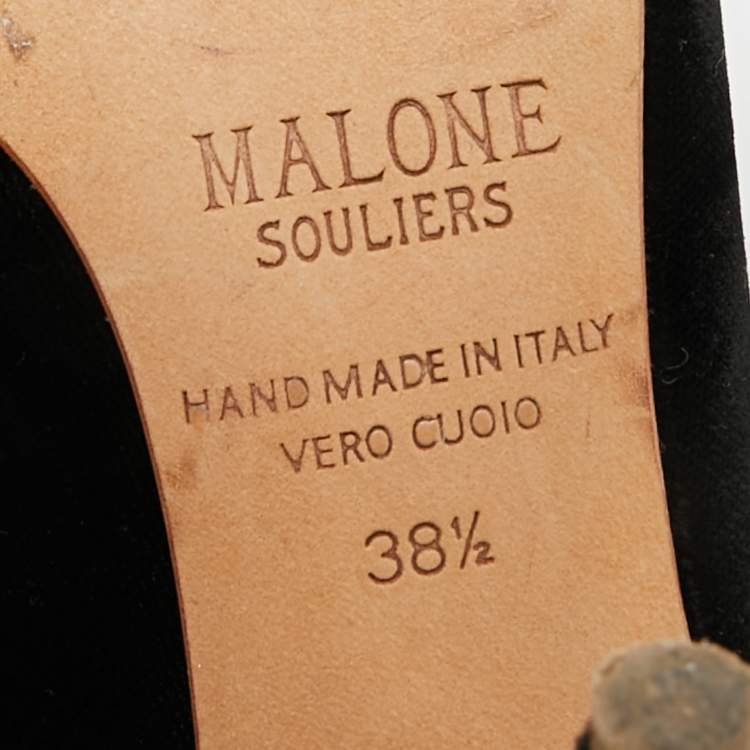 MALONE
SOULIERS
HAND MADE IN ITALY
VERO CUOIO
38½